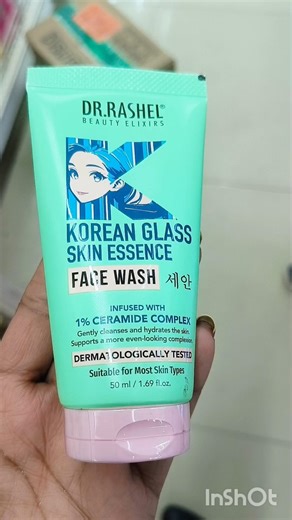 DR.RASHEL®
BEAUTY ELIXIRS
K
KOREAN GLASS
SKIN ESSENCE
FACE WASH 세안
INFUSED WITH
1% CERAMIDE COMPLEX
Gently cleanses and hydrates the skin.
Supports a more even-looking complexion.
DERMATOLOGICALLY TESTED
Suitable for Most Skin Types
50 ml / 1.69 fl.oz.
InShOt